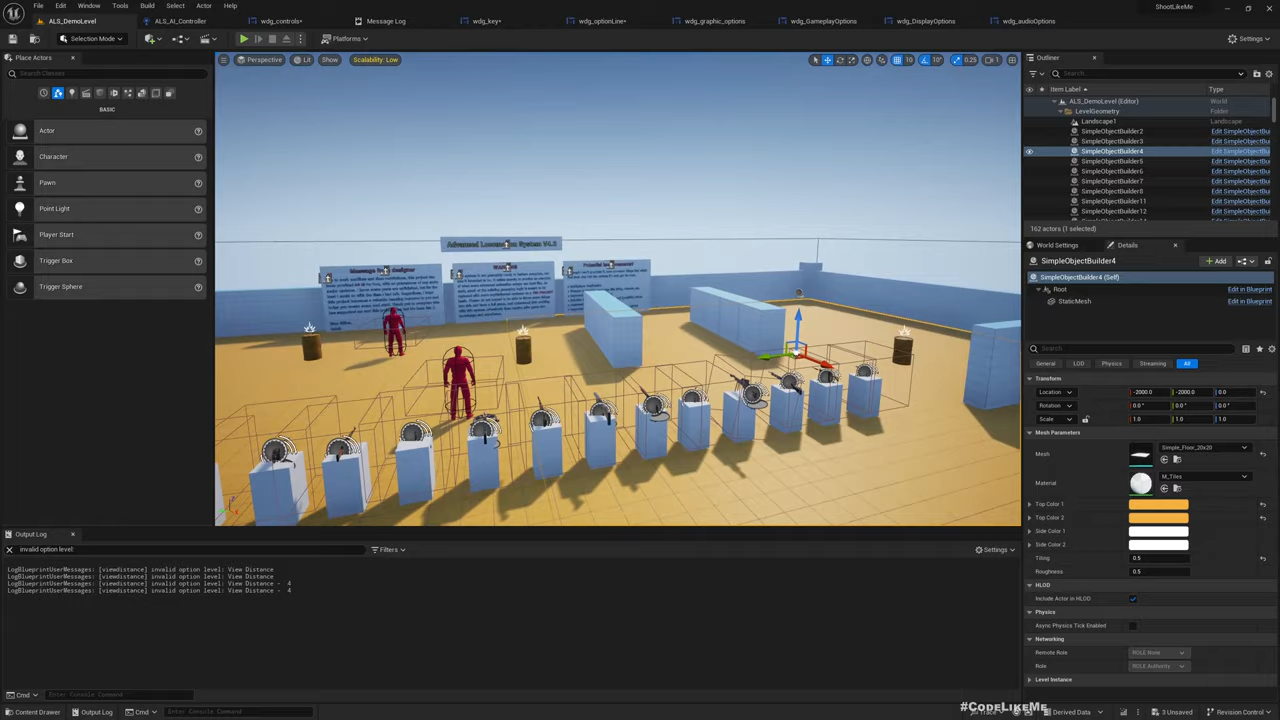 File Edit Window Tools Build Select Actor Help
ShootLikeMe
ALS_DemoLevel
ALS_AI_Controller
wdg_controls•
Message Log
wdg_key•
wdg_optionLine•
wdg_graphic_options
wdg_GameplayOptions
wdg_DisplayOptions
wdg_audioOptions
Selection Mode
Platforms
Settings
Place Actors
Search Classes
BASIC
Actor
Character
Pawn
Point Light
Player Start
Trigger Box
Trigger Sphere
Perspective
Lit
Show
Scalability: Low
10
10°
0.25
1
Advanced Locomotion System V4.3
Message from Designer
Outliner
Search...
Item Label
Type
ALS_DemoLevel (Editor) World
LevelGeometry Folder
Landscape1 Landscape
SimpleObjectBuilder2 Edit SimpleObjectBui
SimpleObjectBuilder3 Edit SimpleObjectBui
SimpleObjectBuilder4 Edit SimpleObjectBui
SimpleObjectBuilder5 Edit SimpleObjectBui
SimpleObjectBuilder6 Edit SimpleObjectBui
SimpleObjectBuilder7 Edit SimpleObjectBui
SimpleObjectBuilder8 Edit SimpleObjectBui
SimpleObjectBuilder11 Edit SimpleObjectBui
SimpleObjectBuilder12 Edit SimpleObjectBui
162 actors (1 selected)
World Settings
Details
SimpleObjectBuilder4
Add
SimpleObjectBuilder4 (Self)
Root Edit in Blueprint
StaticMesh Edit in Blueprint
Search
General LOD Physics Streaming All
Transform
Location -2000.0 -2000.0 0.0
Rotation 0.0° 0.0° 0.0°
Scale 1.0 1.0 1.0
Mesh Parameters
Mesh Simple_Floor_20x20
Material M_Tiles
Top Color 1
Top Color 2
Side Color 1
Side Color 2
Tiling 0.5
Roughness 0.5
HLOD
Include Actor in HLOD
Physics
Async Physics Tick Enabled
Networking
Remote Role ROLE None
Role ROLE Authority
Level Instance
Output Log
invalid option level:
Filters
Settings
LogBlueprintUserMessages: [viewdistance] invalid option level: View Distance
LogBlueprintUserMessages: [viewdistance] invalid option level: View Distance
LogBlueprintUserMessages: [viewdistance] invalid option level: View Distance - 4
LogBlueprintUserMessages: [viewdistance] invalid option level: View Distance - 4
Cmd Enter Console Command
Content Drawer
Output Log
Cmd
Enter Console Command
#CodeLikeMe
Trace
Derived Data
3 Unsaved
Revision Control